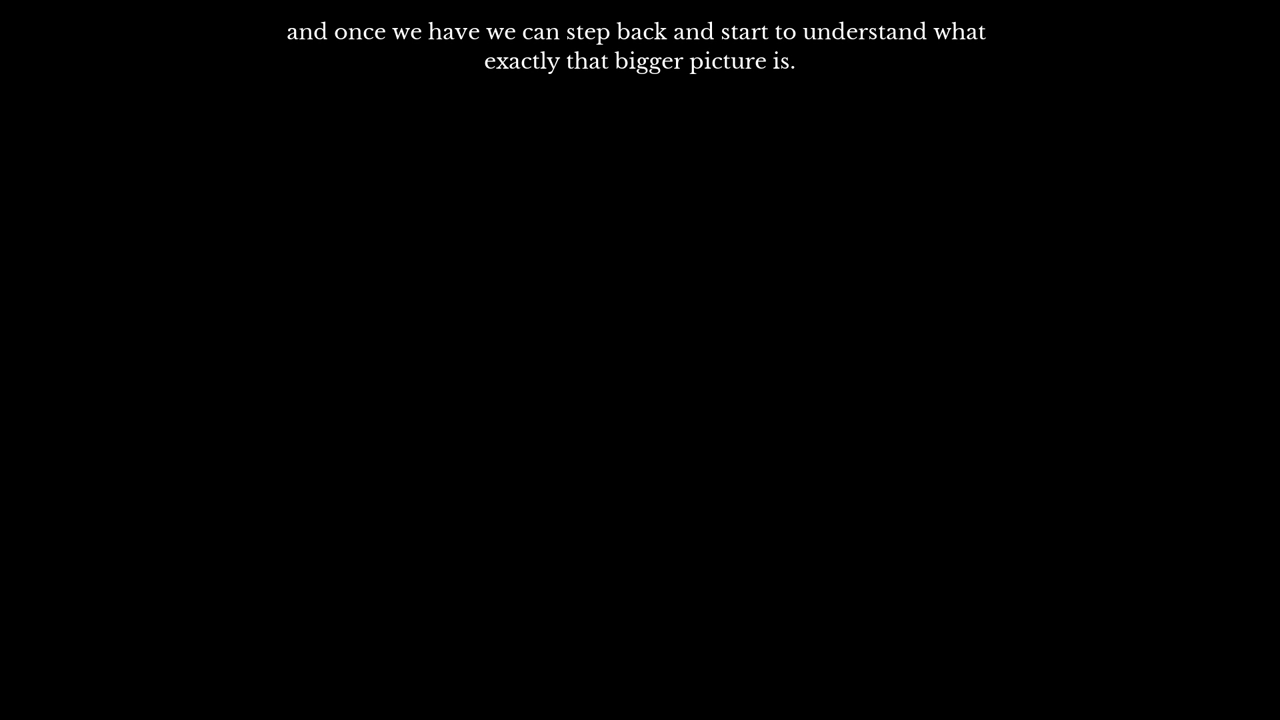 and once we have we can step back and start to understand what
exactly that bigger picture is.